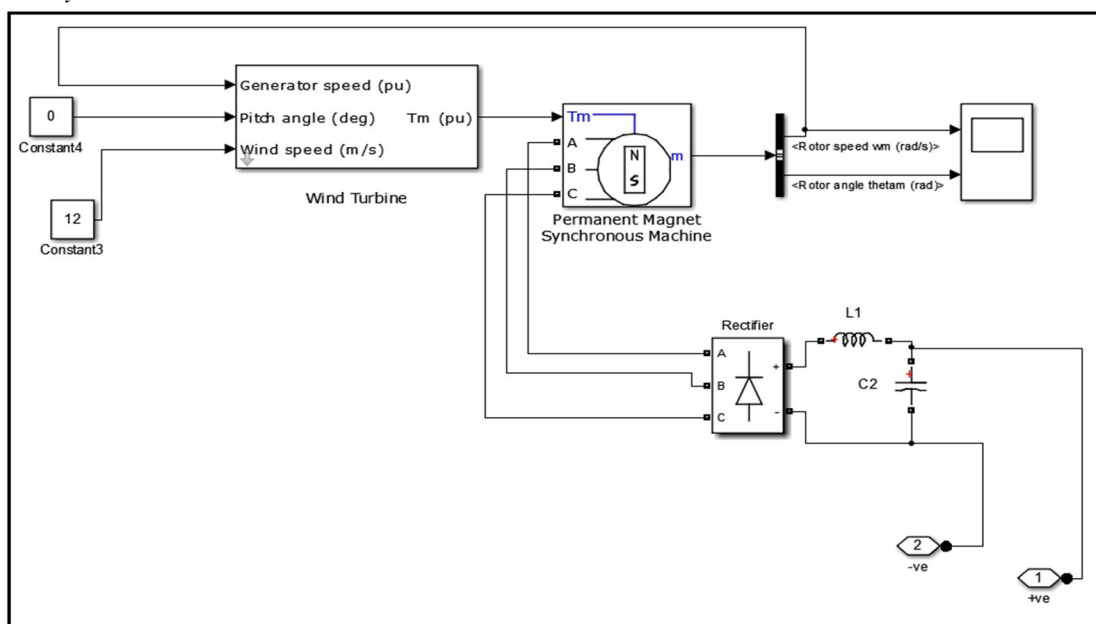 Generator speed (pu)
0
Pitch angle (deg)
Tm (pu)
Constant4
Wind speed (m/s)
Wind Turbine
12
Constant3
Tm
A
B
C
N
S
m
Permanent Magnet
Synchronous Machine
<Rotor speed wm (rad/s)>
<Rotor angle thetam (rad)>
Rectifier
A
B
C
+
-
L1
+
+
C2
2
-ve
1
+ve